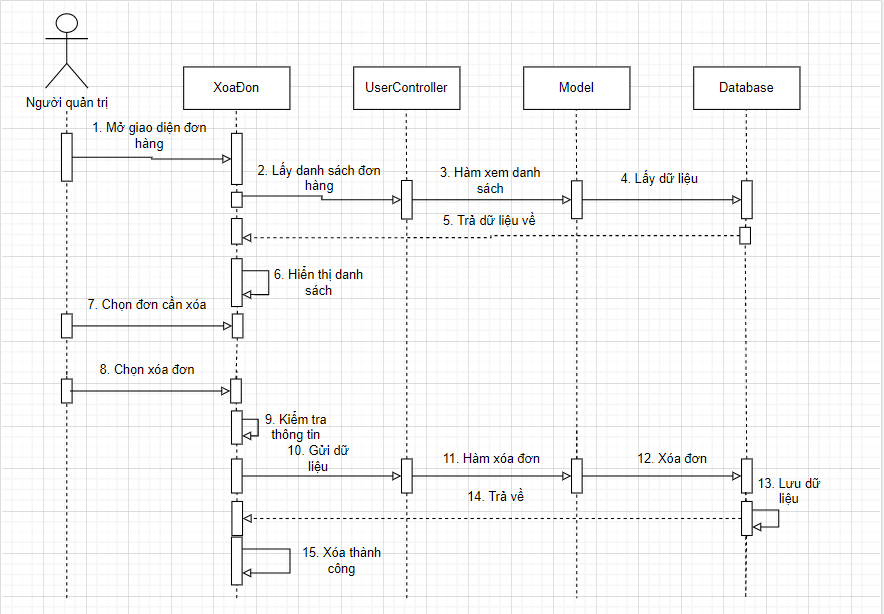 XoaĐon
UserController
Model
Database
Người quản trị
1. Mở giao diện đơn
hàng
2. Lấy danh sách đơn
hàng
3. Hàm xem danh
sách
4. Lấy dữ liệu
5. Trả dữ liệu về
6. Hiển thị danh
sách
7. Chọn đơn cần xóa
8. Chọn xóa đơn
9. Kiểm tra
thông tin
10. Gửi dữ
liệu
11. Hàm xóa đơn
12. Xóa đơn
13. Lưu dữ
liệu
14. Trả về
15. Xóa thành
công